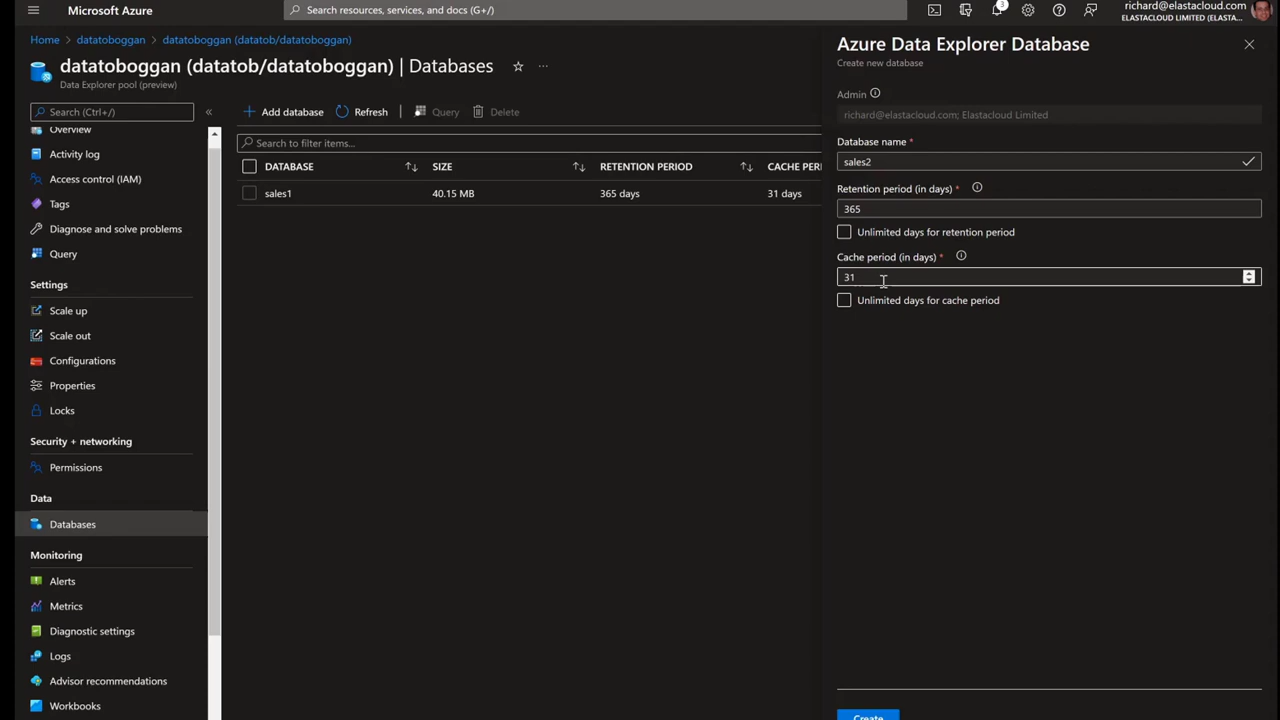 Microsoft Azure
Search resources, services, and docs (G+/)
3
richard@elastacloud.com
ELASTACLOUD LIMITED (ELASTA...
Home > datatoboggan > datatoboggan (datatob/datatoboggan)
datatoboggan (datatob/datatoboggan) | Databases
Data Explorer pool (preview)
Search (Ctrl+/)
Overview
Activity log
Access control (IAM)
Tags
Diagnose and solve problems
Query
Settings
Scale up
Scale out
Configurations
Properties
Locks
Security + networking
Permissions
Data
Databases
Monitoring
Alerts
Metrics
Diagnostic settings
Logs
Advisor recommendations
Workbooks
Add database Refresh Query Delete
Search to filter items...
DATABASE SIZE RETENTION PERIOD CACHE PERI
sales1 40.15 MB 365 days 31 days
Azure Data Explorer Database
Create new database
Admin
richard@elastacloud.com; Elastacloud Limited
Database name *
sales2
Retention period (in days) *
365
Unlimited days for retention period
Cache period (in days) *
31
Unlimited days for cache period
Create